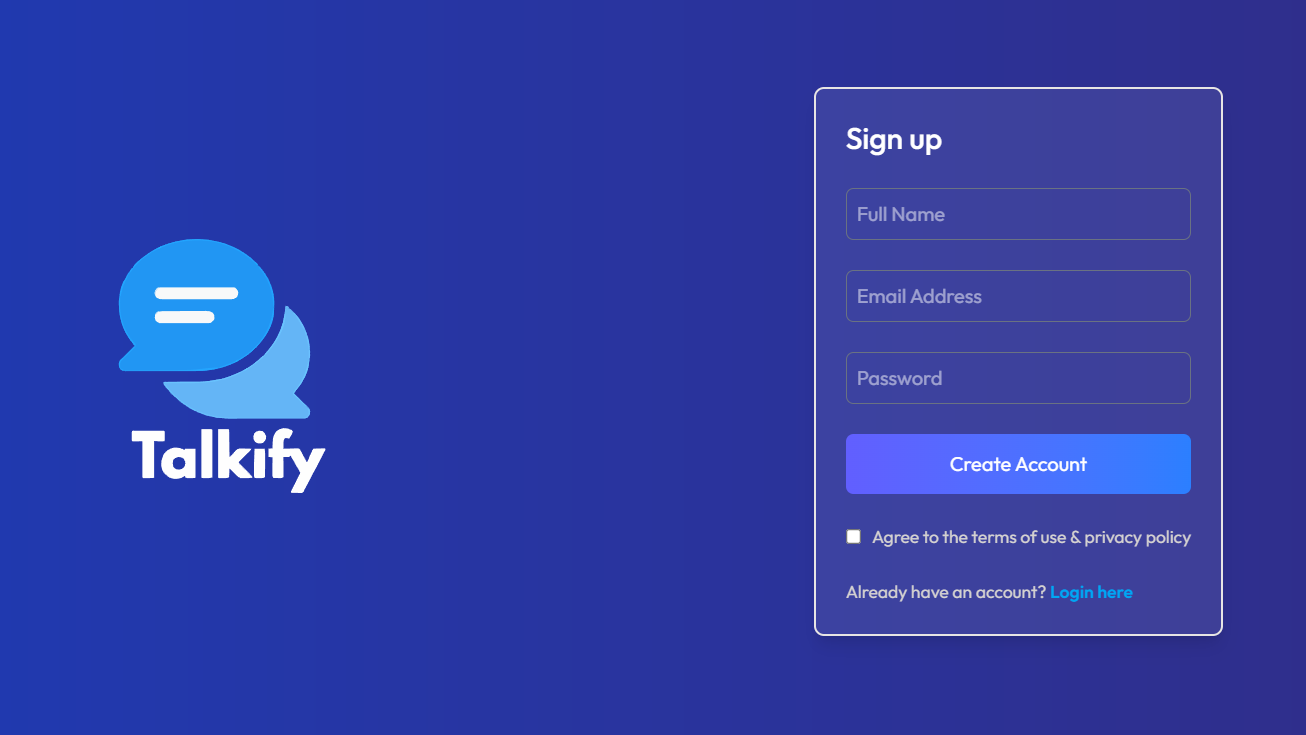 Talkify
Sign up
Full Name
Email Address
Password
Create Account
Agree to the terms of use & privacy policy
Already have an account? Login here